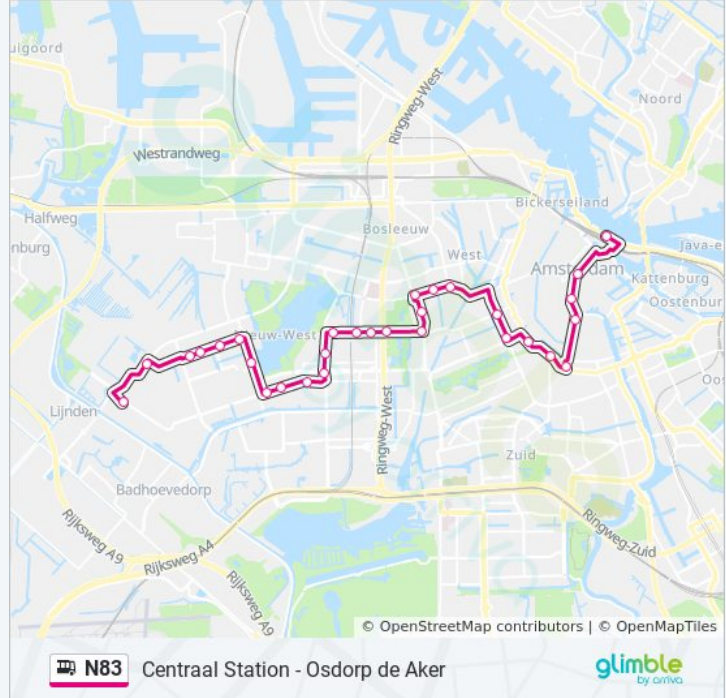 uigoord
Ringweg-West
Noord
Westrandweg
Bickerseiland
Halfweg
Bosleeuw
nburg
West
Java-e
Amsterdam
Kattenburg
Oostenbur
euw-West
Oos
Lijnden
Ringweg-West
Zuid
Badhoevedorp
Rijksweg A9
Rijksweg A4
Ringweg-Zuid
Rijksweg A9
© OpenStreetMap contributors | © OpenMapTiles
N83 Centraal Station - Osdorp de Aker
glimble
by arriva